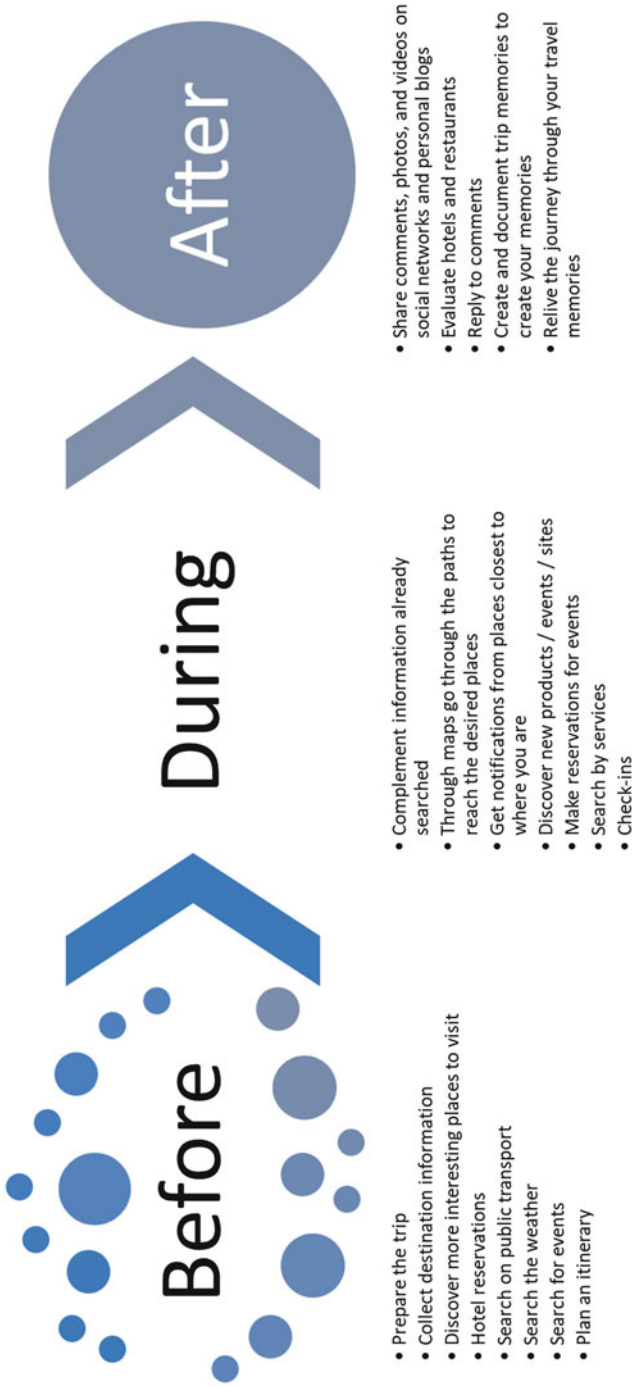 Before
• Prepare the trip
• Collect destination information
• Discover more interesting places to visit
• Hotel reservations
• Search on public transport
• Search the weather
• Search for events
• Plan an itinerary
During
• Complement information already
searched
• Through maps go through the paths to
reach the desired places
• Get notifications from places closest to
where you are
• Discover new products / events / sites
• Make reservations for events
• Search by services
• Check-ins
After
• Share comments, photos, and videos on
social networks and personal blogs
• Evaluate hotels and restaurants
• Reply to comments
• Create and document trip memories to
create your memories
• Relive the journey through your travel
memories